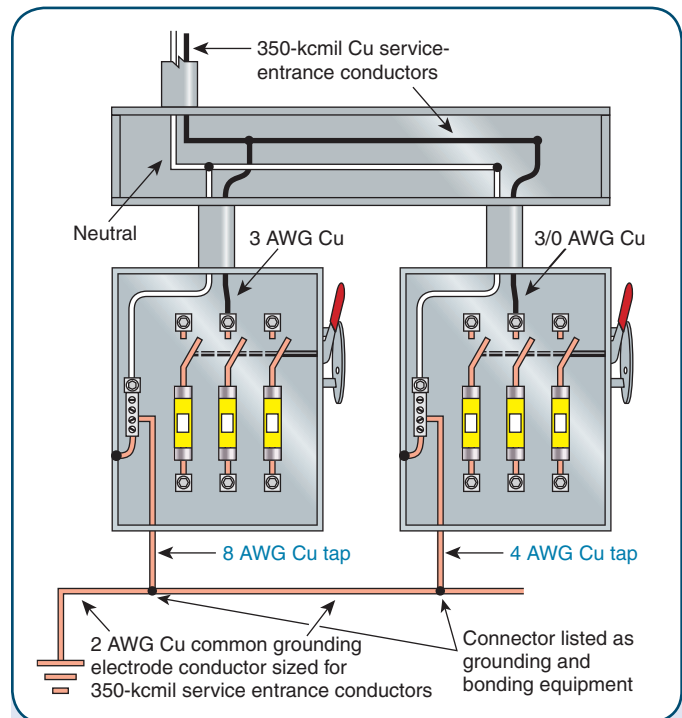 350-kcmil Cu service-
entrance conductors
Neutral
3 AWG Cu
3/0 AWG Cu
8 AWG Cu tap
4 AWG Cu tap
2 AWG Cu common grounding
electrode conductor sized for
350-kcmil service entrance conductors
Connector listed as
grounding and
bonding equipment